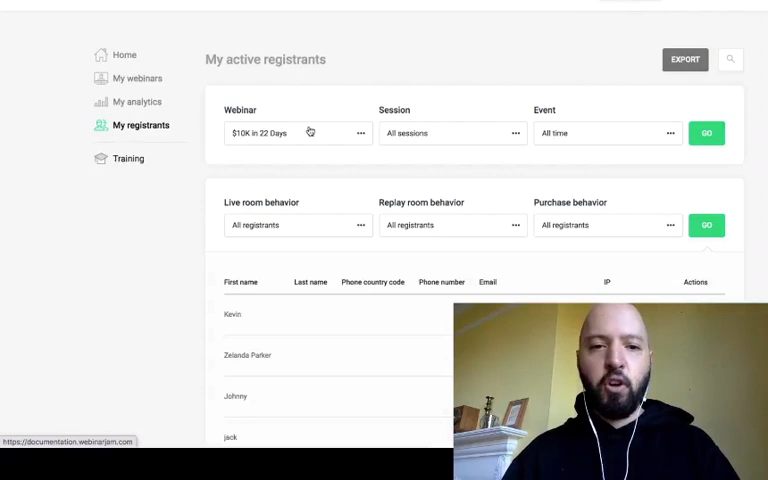 Home
My webinars
My analytics
My registrants
Training
My active registrants
EXPORT
Webinar Session Event
$10K in 22 Days ••• All sessions ••• All time ••• GO
Live room behavior Replay room behavior Purchase behavior
All registrants ••• All registrants ••• All registrants ••• GO
First name Last name Phone country code Phone number Email IP Actions
Kevin
Zelanda Parker
Johnny
jack
https://documentation.webinarjam.com